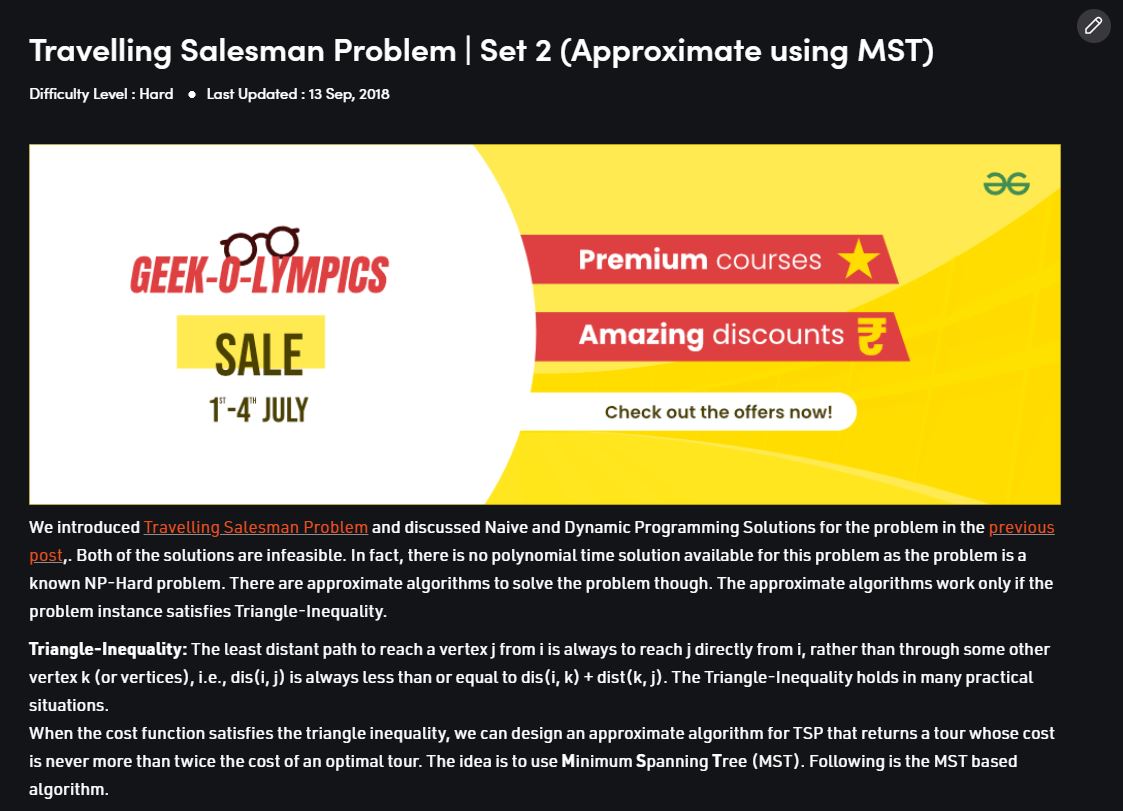 Travelling Salesman Problem | Set 2 (Approximate using MST)
Difficulty Level : Hard ● Last Updated : 13 Sep, 2018
GEEK-O-LYMPICS
SALE
1ST-4TH JULY
Premium courses
Amazing discounts ₹
Check out the offers now!
We introduced Travelling Salesman Problem and discussed Naive and Dynamic Programming Solutions for the problem in the previous
post,. Both of the solutions are infeasible. In fact, there is no polynomial time solution available for this problem as the problem is a
known NP-Hard problem. There are approximate algorithms to solve the problem though. The approximate algorithms work only if the
problem instance satisfies Triangle-Inequality.
Triangle-Inequality: The least distant path to reach a vertex j from i is always to reach j directly from i, rather than through some other
vertex k (or vertices), i.e., dis(i, j) is always less than or equal to dis(i, k) + dist(k, j). The Triangle-Inequality holds in many practical
situations.
When the cost function satisfies the triangle inequality, we can design an approximate algorithm for TSP that returns a tour whose cost
is never more than twice the cost of an optimal tour. The idea is to use Minimum Spanning Tree (MST). Following is the MST based
algorithm.